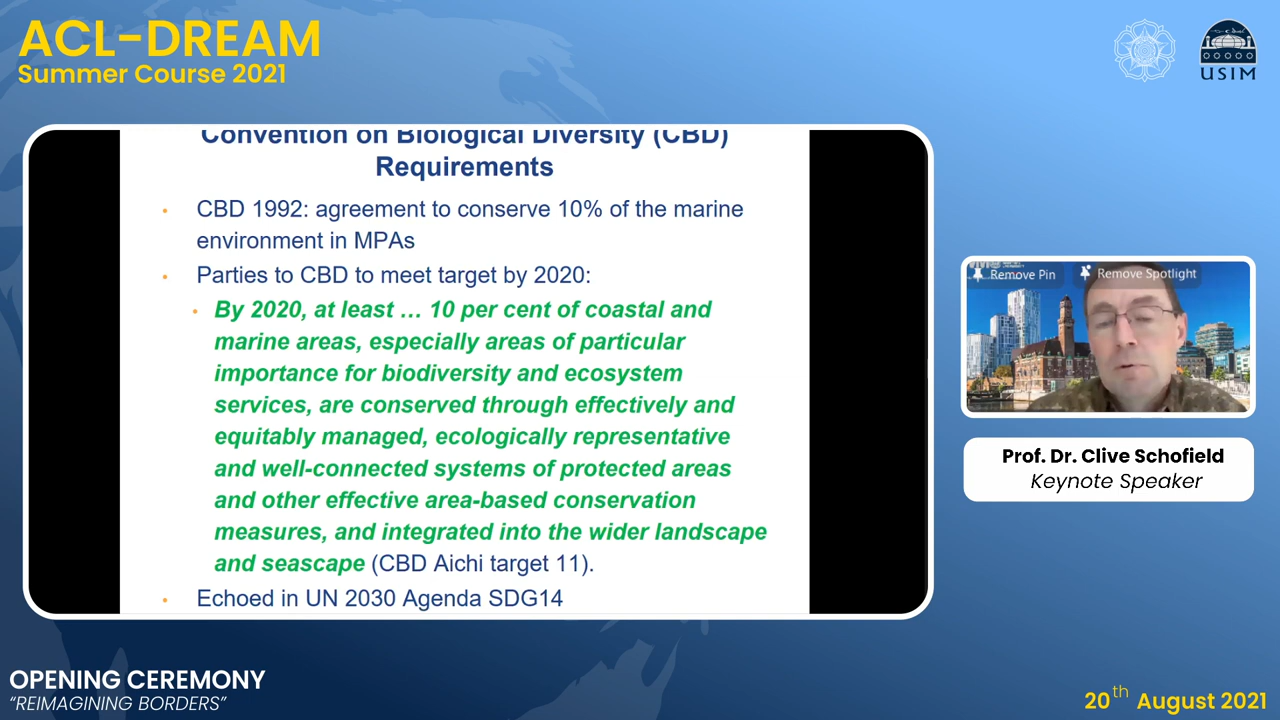 ACL-DREAM
Summer Course 2021
USIM
Convention on Biological Diversity (CBD)
Requirements
• CBD 1992: agreement to conserve 10% of the marine
environment in MPAs
• Parties to CBD to meet target by 2020:
• By 2020, at least … 10 per cent of coastal and
marine areas, especially areas of particular
importance for biodiversity and ecosystem
services, are conserved through effectively and
equitably managed, ecologically representative
and well-connected systems of protected areas
and other effective area-based conservation
measures, and integrated into the wider landscape
and seascape (CBD Aichi target 11).
• Echoed in UN 2030 Agenda SDG14
Remove Pin
Remove Spotlight
Prof. Dr. Clive Schofield
Keynote Speaker
OPENING CEREMONY
“REIMAGINING BORDERS”
20th August 2021